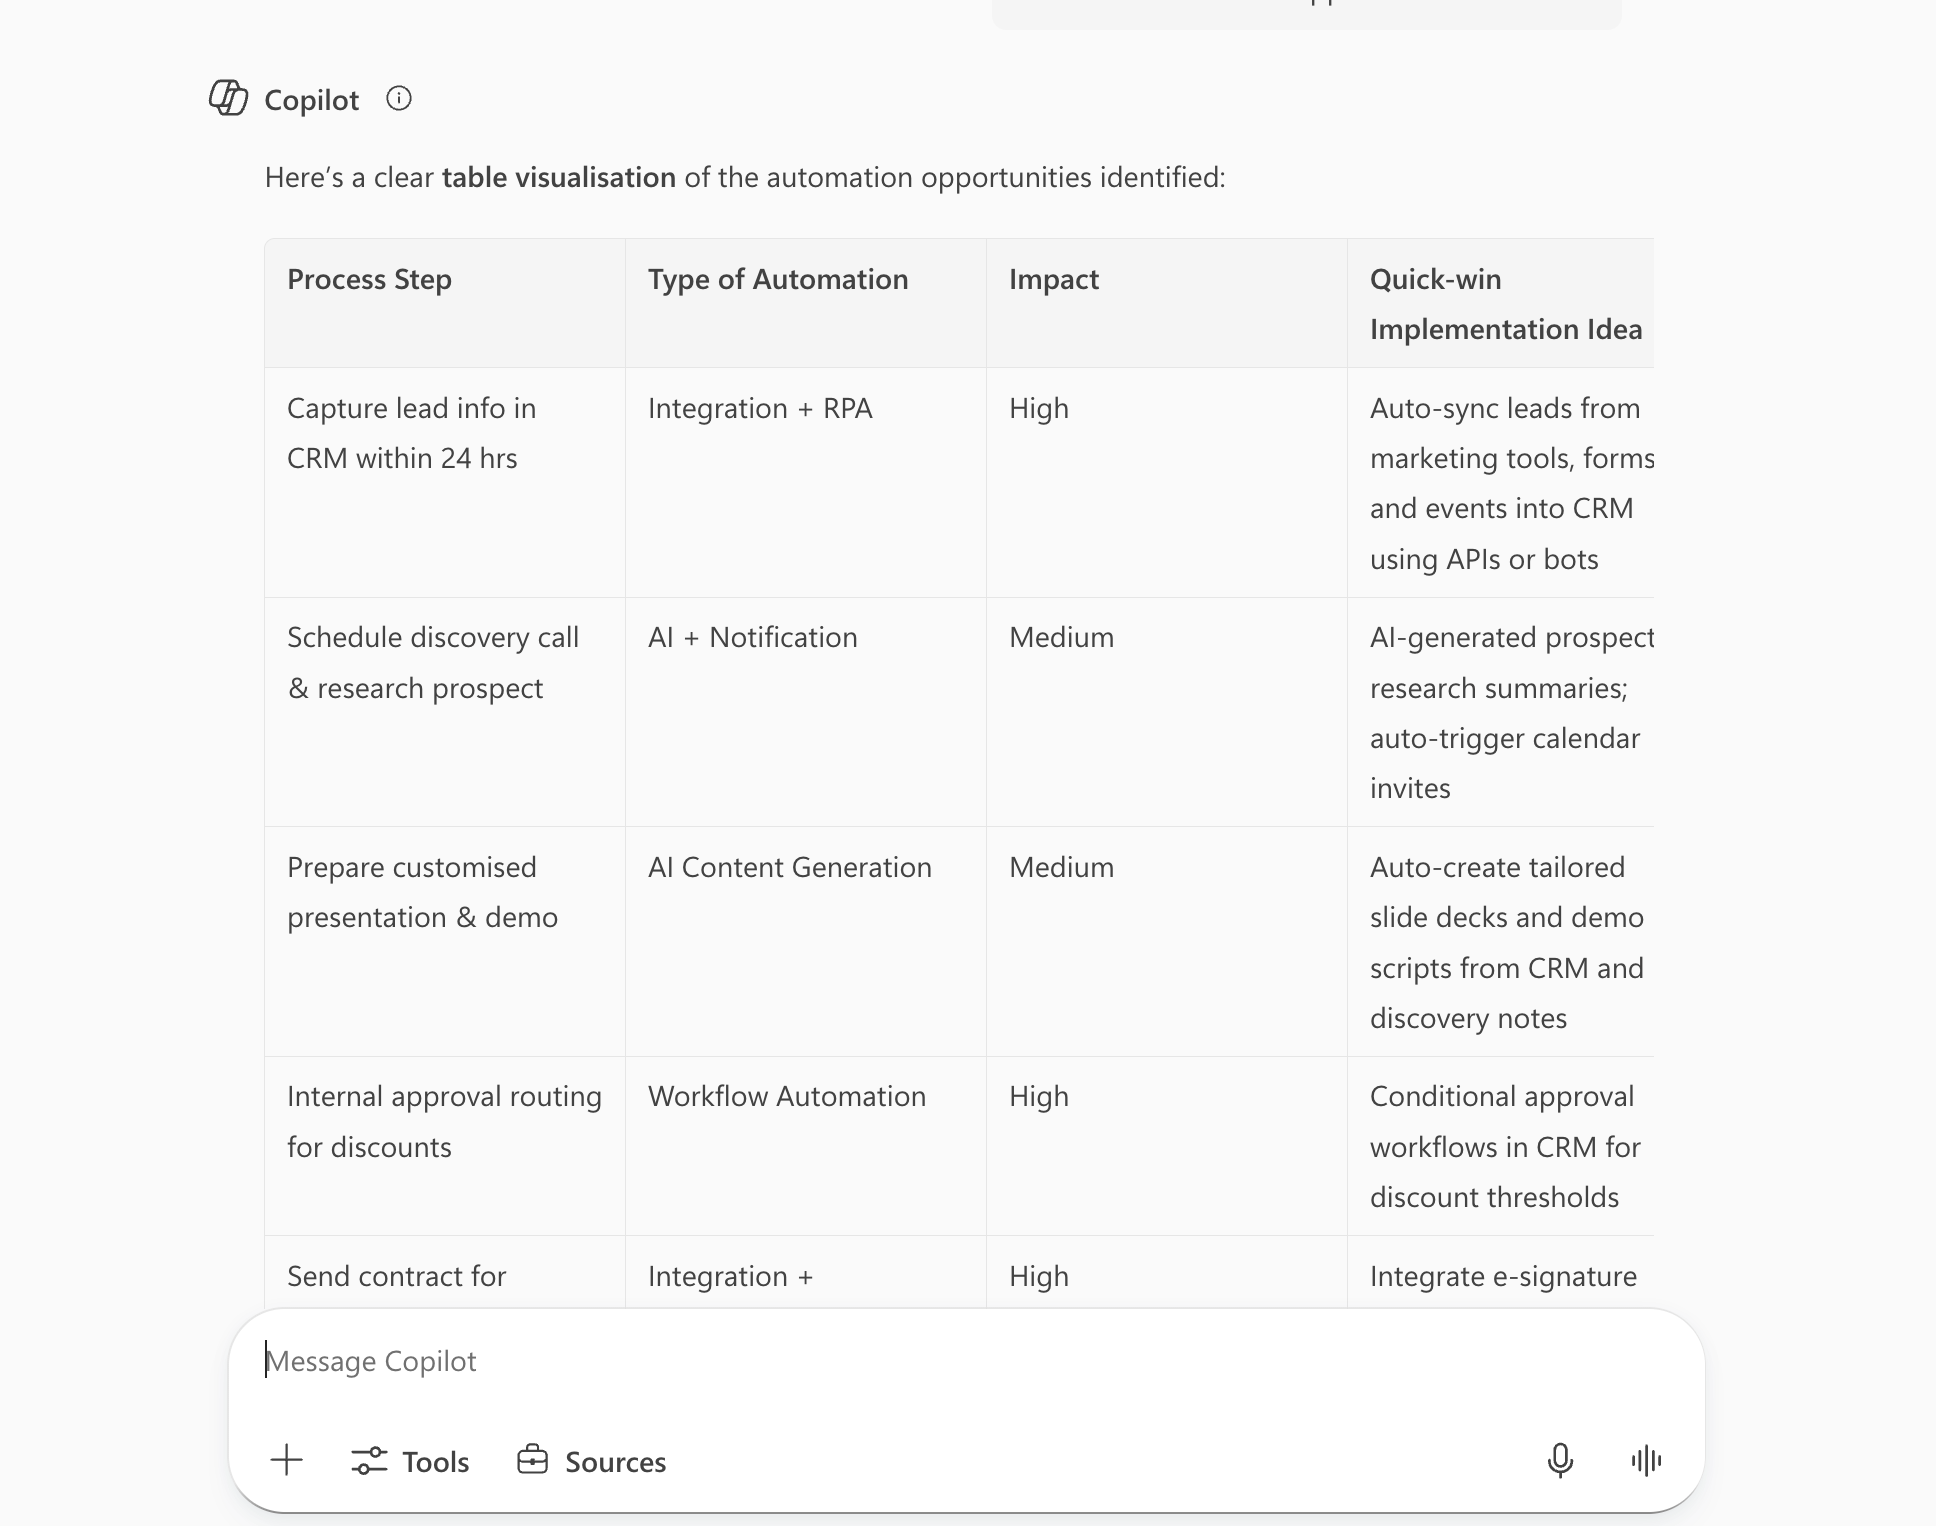 Copilot
Here’s a clear table visualisation of the automation opportunities identified:
Process Step
Type of Automation
Impact
Quick-win
Implementation Idea
Capture lead info in
CRM within 24 hrs
Integration + RPA
High
Auto-sync leads from
marketing tools, forms
and events into CRM
using APIs or bots
Schedule discovery call
& research prospect
AI + Notification
Medium
AI-generated prospect
research summaries;
auto-trigger calendar
invites
Prepare customised
presentation & demo
AI Content Generation
Medium
Auto-create tailored
slide decks and demo
scripts from CRM and
discovery notes
Internal approval routing
for discounts
Workflow Automation
High
Conditional approval
workflows in CRM for
discount thresholds
Send contract for
Integration +
High
Integrate e-signature
Message Copilot
Tools
Sources